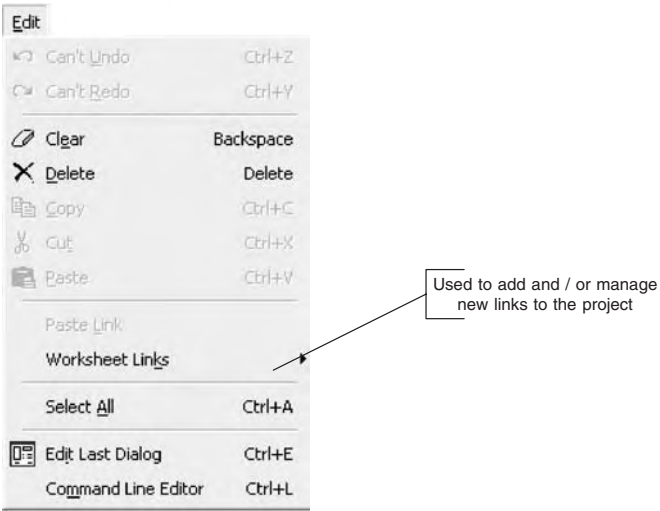 Edit
Can't Undo Ctrl+Z
Can't Redo Ctrl+Y
Clear Backspace
Delete Delete
Copy Ctrl+C
Cut Ctrl+X
Paste Ctrl+V
Paste Link
Worksheet Links
Select All Ctrl+A
Edit Last Dialog Ctrl+E
Command Line Editor Ctrl+L
Used to add and / or manage
new links to the project